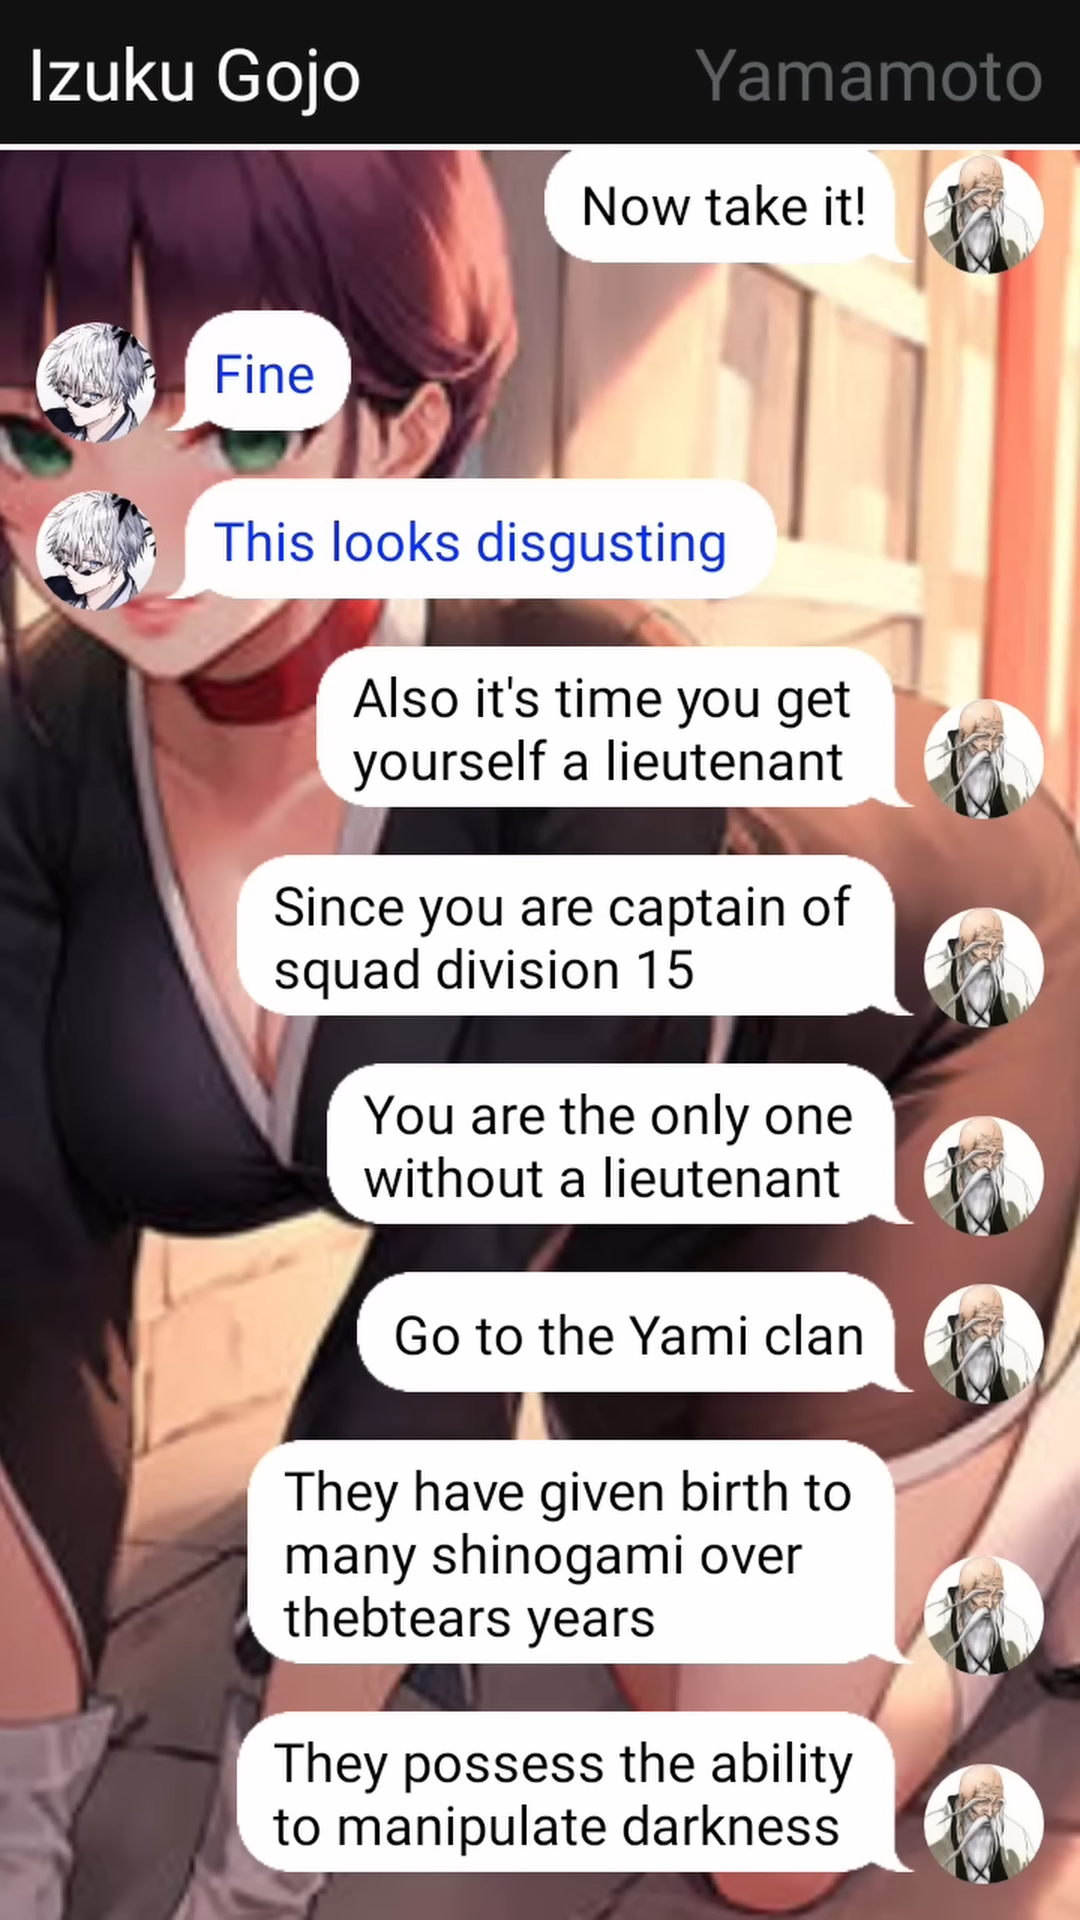 Izuku Gojo
Yamamoto
Now take it!
Fine
This looks disgusting
Also it's time you get
yourself a lieutenant
Since you are captain of
squad division 15
You are the only one
without a lieutenant
Go to the Yami clan
They have given birth to
many shinogami over
thebtears years
They possess the ability
to manipulate darkness